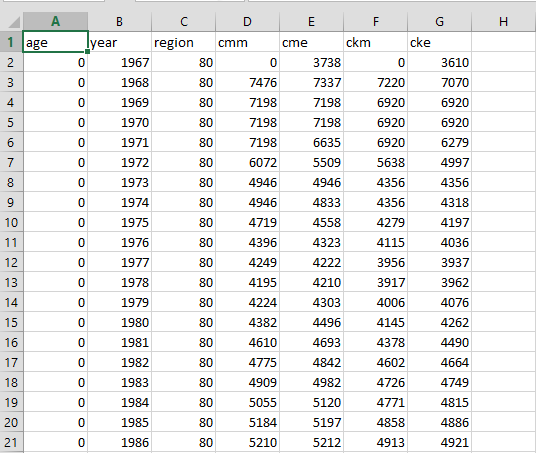 A B C D E F G H
1 age year region cmm cme ckm cke
2 0 1967 80 0 3738 0 3610
3 0 1968 80 7476 7337 7220 7070
4 0 1969 80 7198 7198 6920 6920
5 0 1970 80 7198 7198 6920 6920
6 0 1971 80 7198 6635 6920 6279
7 0 1972 80 6072 5509 5638 4997
8 0 1973 80 4946 4946 4356 4356
9 0 1974 80 4946 4833 4356 4318
10 0 1975 80 4719 4558 4279 4197
11 0 1976 80 4396 4323 4115 4036
12 0 1977 80 4249 4222 3956 3937
13 0 1978 80 4195 4210 3917 3962
14 0 1979 80 4224 4303 4006 4076
15 0 1980 80 4382 4496 4145 4262
16 0 1981 80 4610 4693 4378 4490
17 0 1982 80 4775 4842 4602 4664
18 0 1983 80 4909 4982 4726 4749
19 0 1984 80 5055 5120 4771 4815
20 0 1985 80 5184 5197 4858 4886
21 0 1986 80 5210 5212 4913 4921